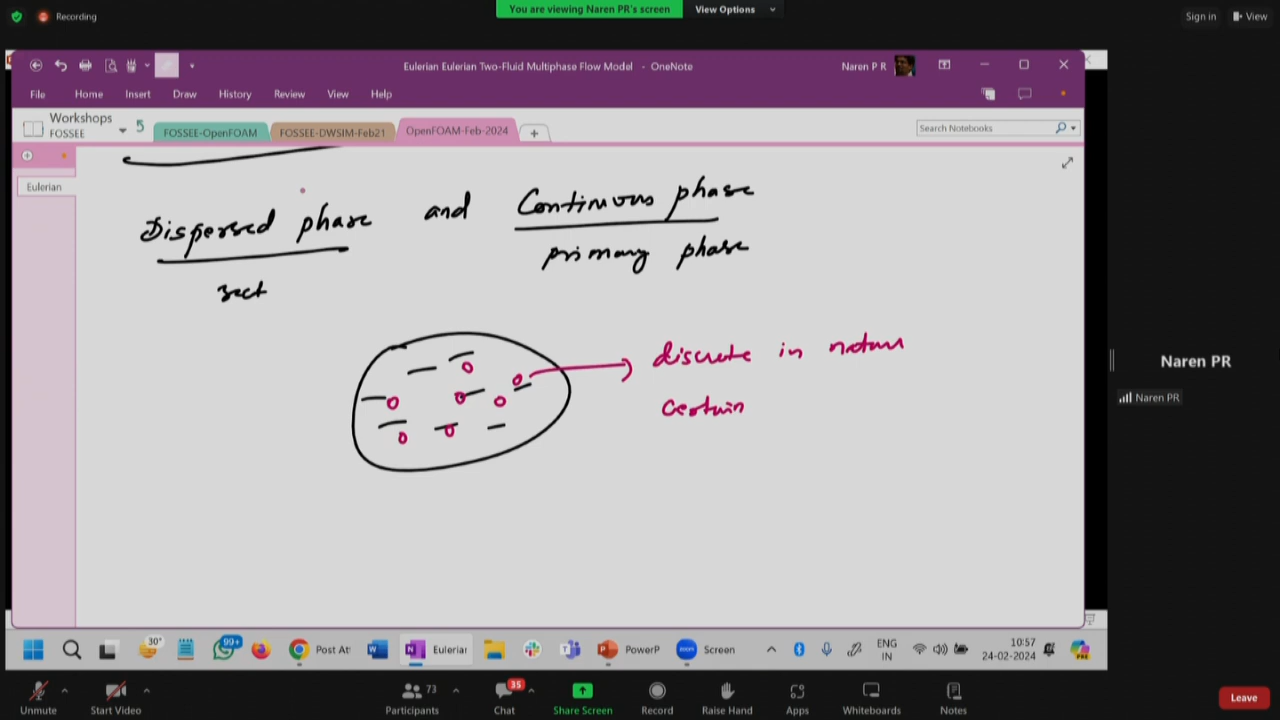 Recording
You are viewing Naren PR's screen
View Options
Sign in
View
Eulerian Eulerian Two-Fluid Multiphase Flow Model - OneNote
Naren P R
File Home Insert Draw History Review View Help
Workshops
FOSSEE
FOSSEE-OpenFOAM
FOSSEE-DWSIM-Feb21
OpenFOAM-Feb-2024
Search Notebooks
Eulerian
Dispersed phase and Continuous phase
primary phase
discrete in nature
certain
Naren PR
Naren PR
30°
99+
Post At
Eulerian
PowerP
Screen
ENG
IN
10:57
24-02-2024
PRE
Unmute
Start Video
73
Participants
35
Chat
Share Screen
Record
Raise Hand
Apps
Whiteboards
Notes
Leave